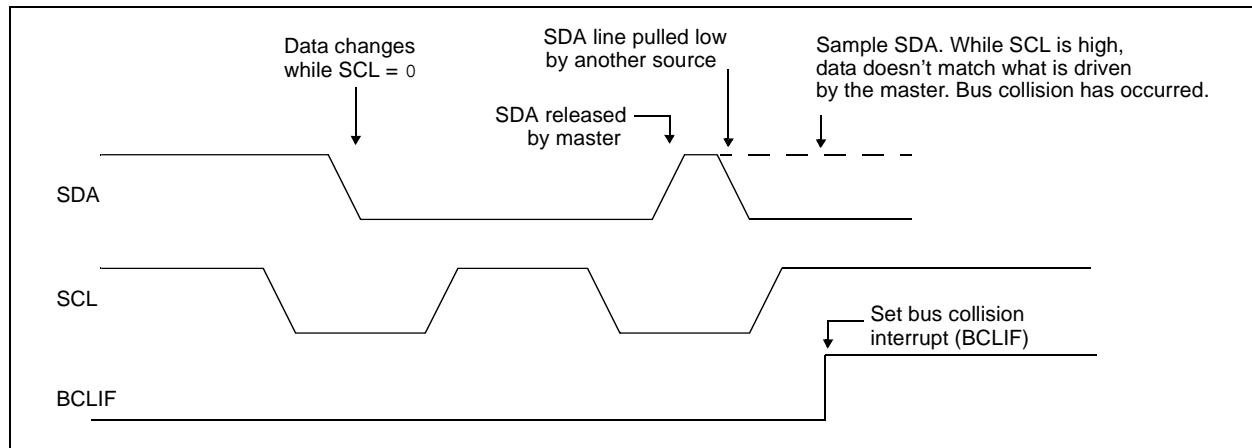 Data changes
while SCL = 0
SDA line pulled low
by another source
Sample SDA. While SCL is high,
data doesn't match what is driven
by the master. Bus collision has occurred.
SDA released
by master
SDA
SCL
Set bus collision
interrupt (BCLIF)
BCLIF